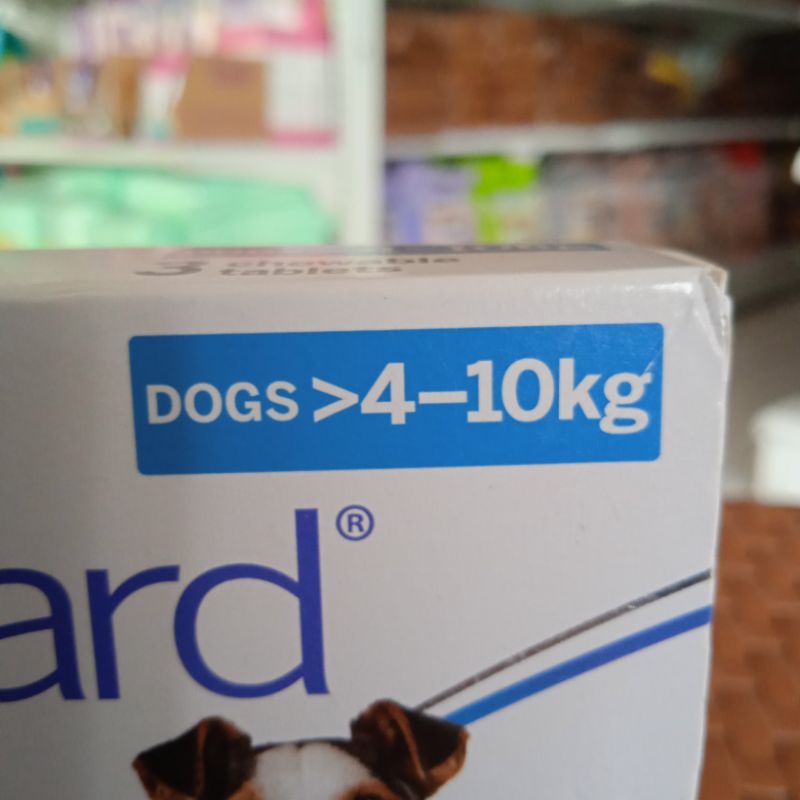 3 chewable
tablets
DOGS >4–10kg
ard®